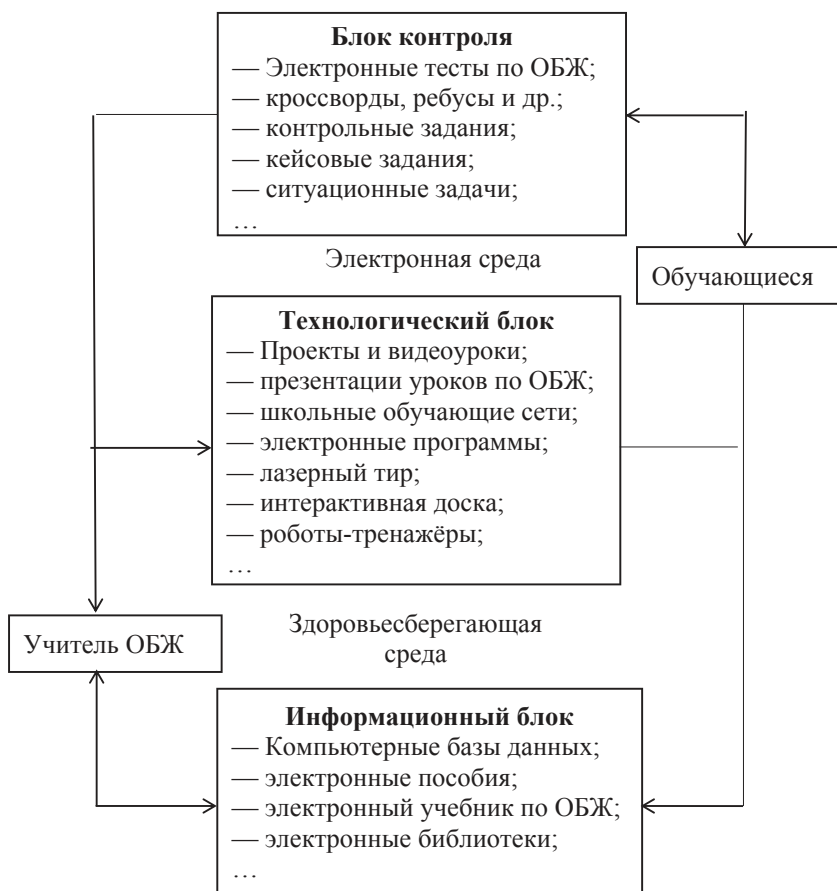 Блок контроля
— Электронные тесты по ОБЖ;
— кроссворды, ребусы и др.;
— контрольные задания;
— кейсовые задания;
— ситуационные задачи;
…
Электронная среда
Обучающиеся
Технологический блок
— Проекты и видеоуроки;
— презентации уроков по ОБЖ;
— школьные обучающие сети;
— электронные программы;
— лазерный тир;
— интерактивная доска;
— роботы-тренажёры;
…
Учитель ОБЖ
Здоровьесберегающая
среда
Информационный блок
— Компьютерные базы данных;
— электронные пособия;
— электронный учебник по ОБЖ;
— электронные библиотеки;
…